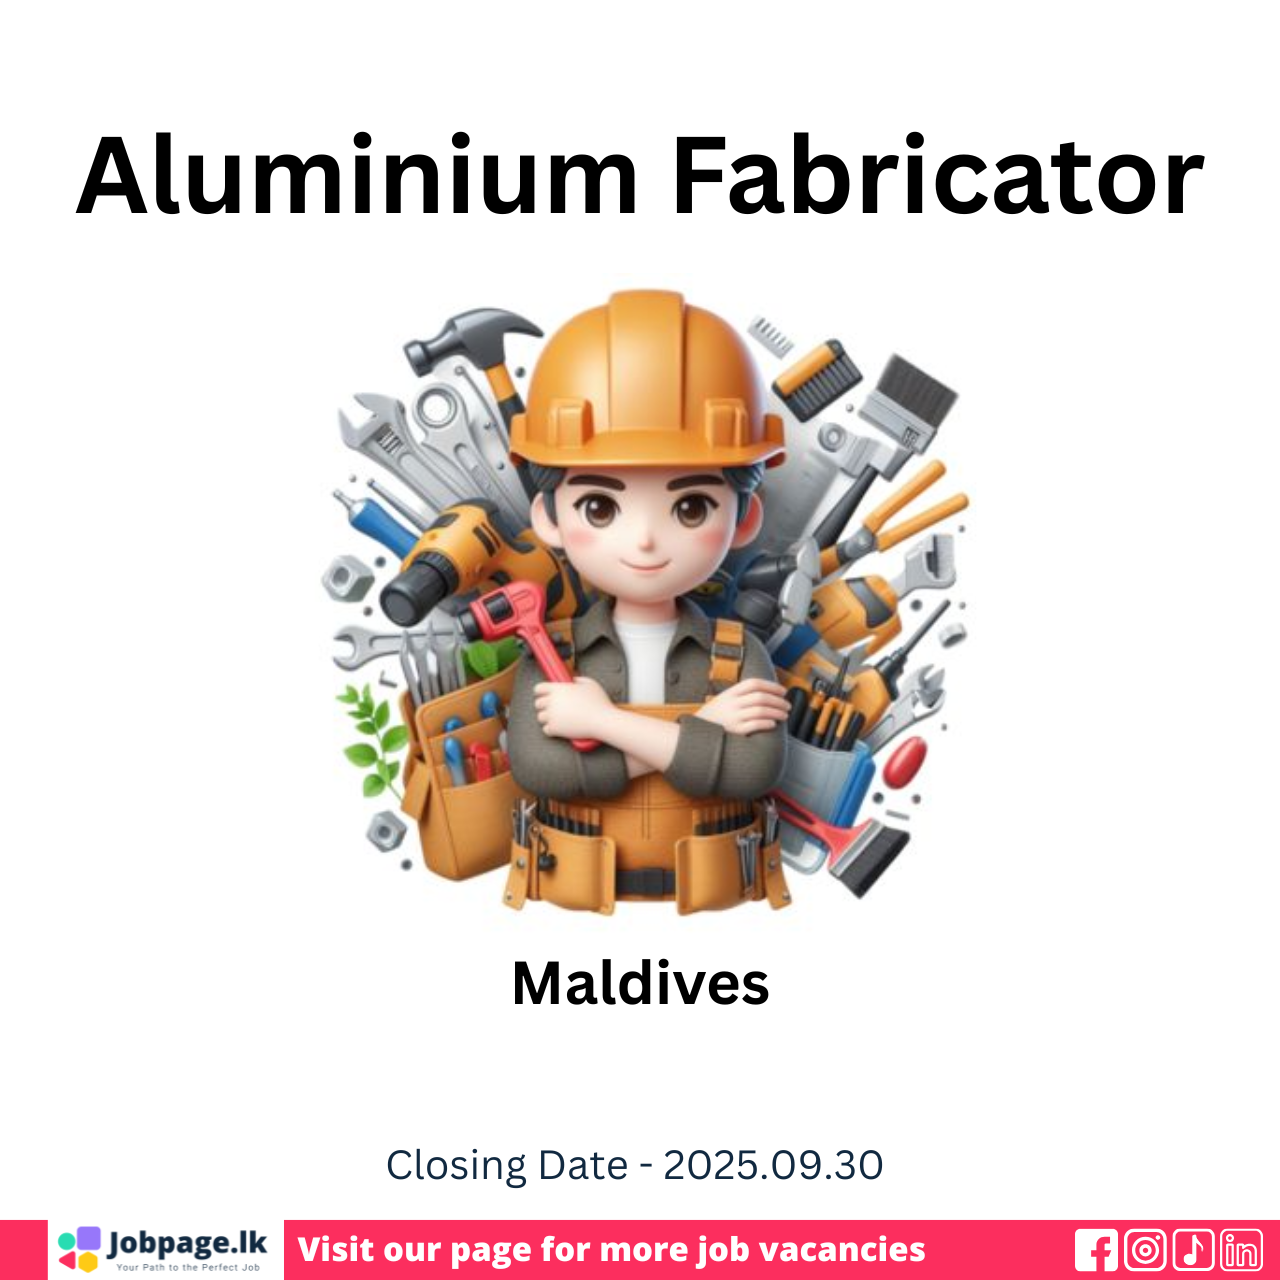 Aluminium Fabricator
Maldives
Closing Date - 2025.09.30
Jobpage.lk
Your Path to the Perfect Job
Visit our page for more job vacancies